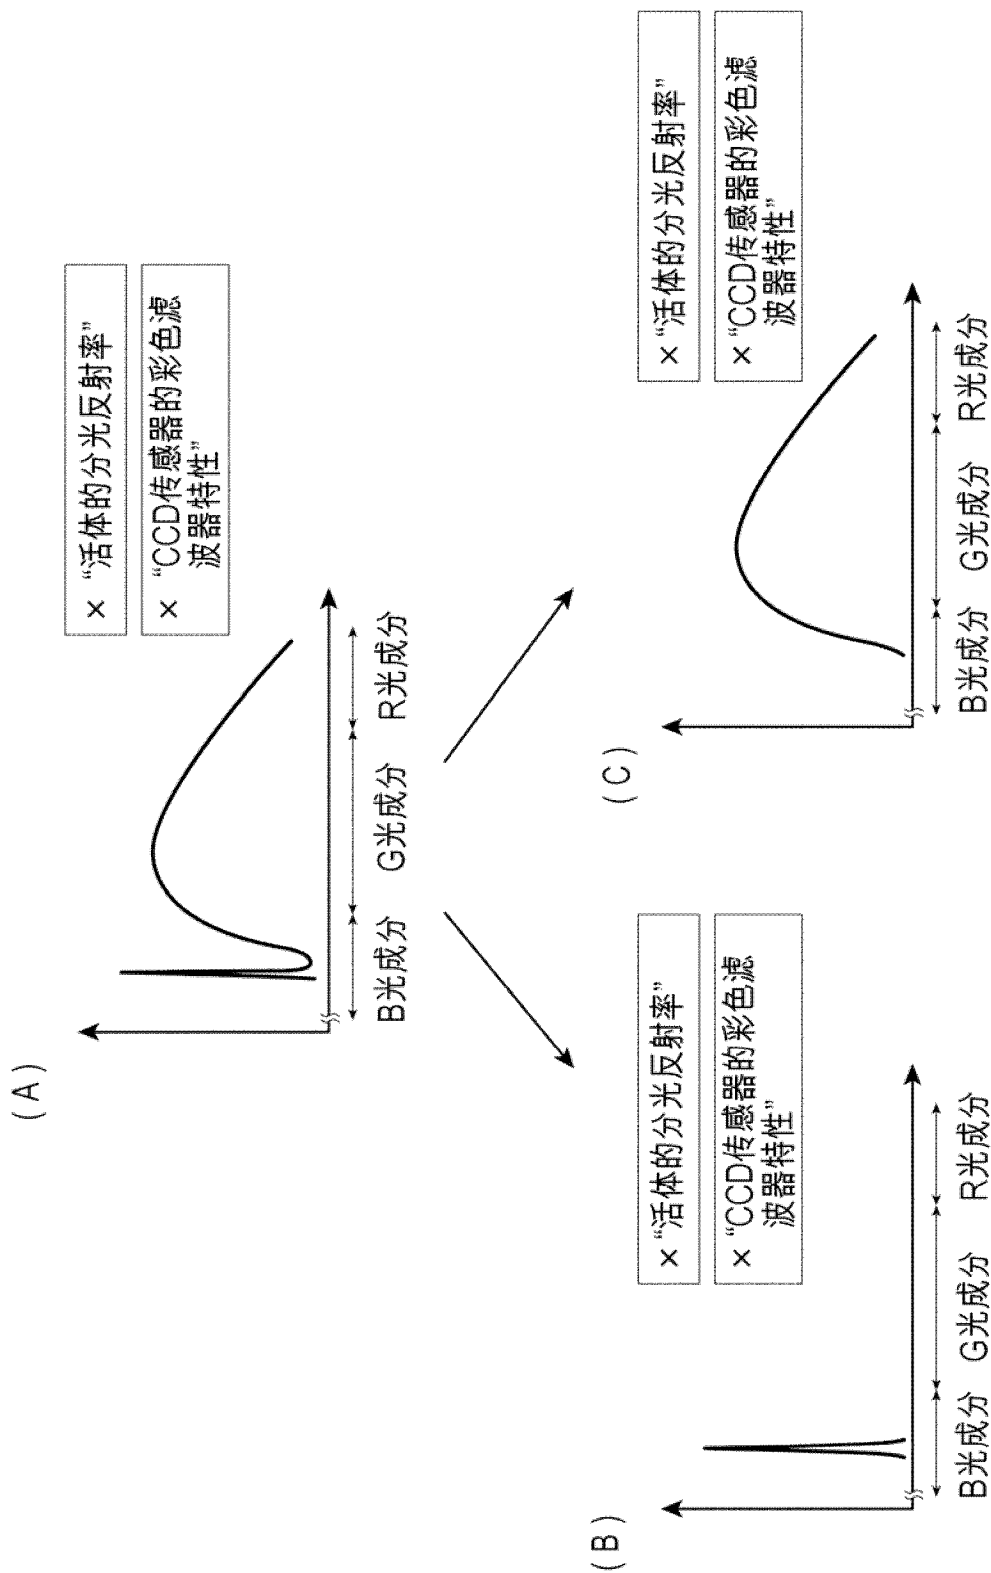 (A)
×“活体的分光反射率”
×“CCD传感器的彩色滤
波器特性”
B光成分
G光成分
R光成分
(B)
×“活体的分光反射率”
×“CCD传感器的彩色滤
波器特性”
B光成分
G光成分
R光成分
(C)
×“活体的分光反射率”
×“CCD传感器的彩色滤
波器特性”
B光成分
G光成分
R光成分